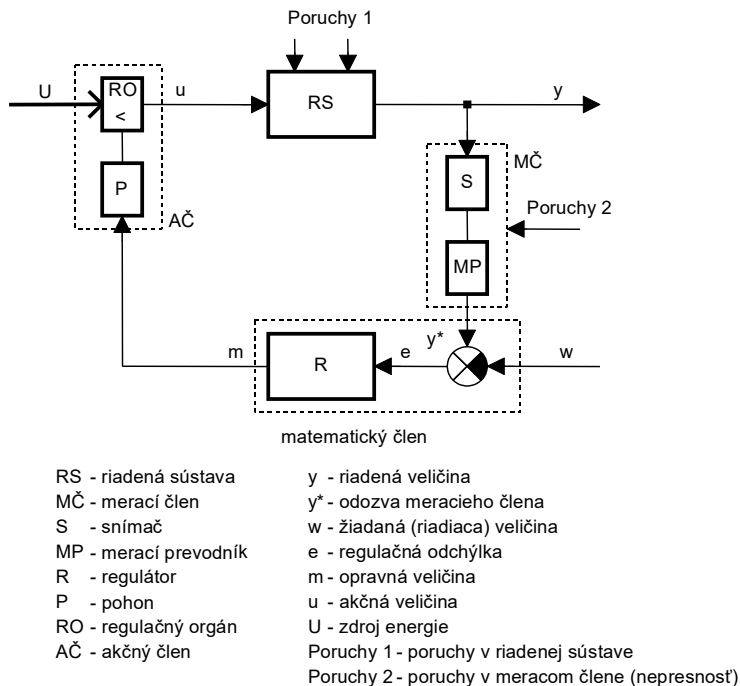 Poruchy 1
U
RO
<
u
RS
y
P
AČ
S
MČ
MP
Poruchy 2
m
R
e
y*
w
matematický člen
RS - riadená sústava
MČ - merací člen
S - snímač
MP - merací prevodník
R - regulátor
P - pohon
RO - regulačný orgán
AČ - akčný člen
y - riadená veličina
y* - odozva meracieho člena
w - žiadaná (riadiaca) veličina
e - regulačná odchýlka
m - opravná veličina
u - akčná veličina
U - zdroj energie
Poruchy 1 - poruchy v riadenej sústave
Poruchy 2 - poruchy v meracom člene (nepresnosť)